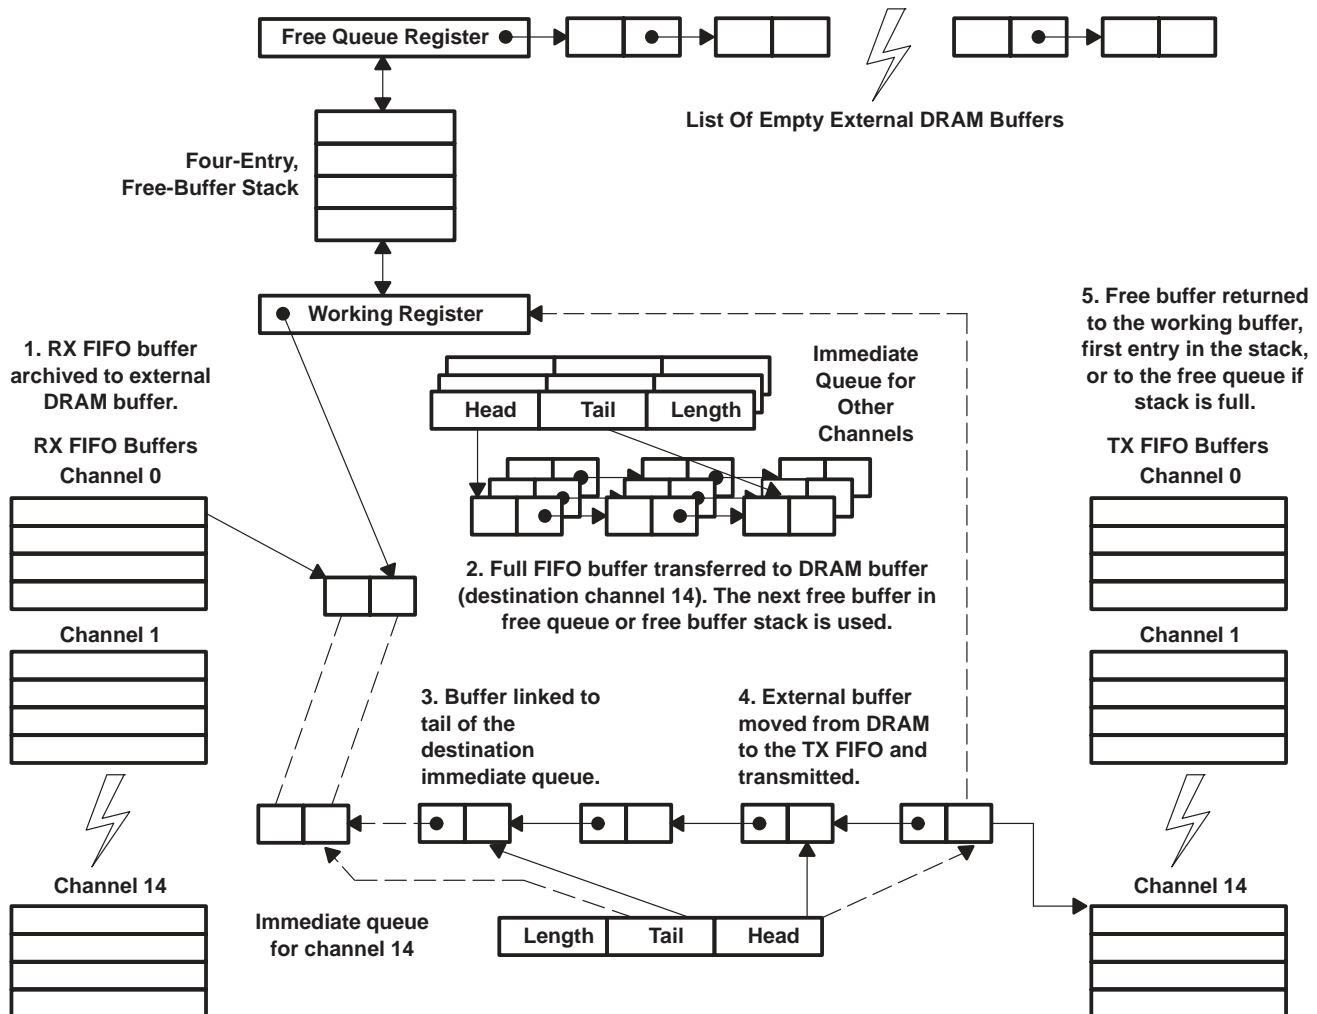 Free Queue Register
List Of Empty External DRAM Buffers
Four-Entry,
Free-Buffer Stack
Working Register
1. RX FIFO buffer
archived to external
DRAM buffer.
RX FIFO Buffers
Channel 0
Channel 1
Channel 14
Immediate
Queue for
Other
Channels
Head
Tail
Length
2. Full FIFO buffer transferred to DRAM buffer
(destination channel 14). The next free buffer in
free queue or free buffer stack is used.
3. Buffer linked to
tail of the
destination
immediate queue.
4. External buffer
moved from DRAM
to the TX FIFO and
transmitted.
Immediate queue
for channel 14
Length
Tail
Head
5. Free buffer returned
to the working buffer,
first entry in the stack,
or to the free queue if
stack is full.
TX FIFO Buffers
Channel 0
Channel 1
Channel 14